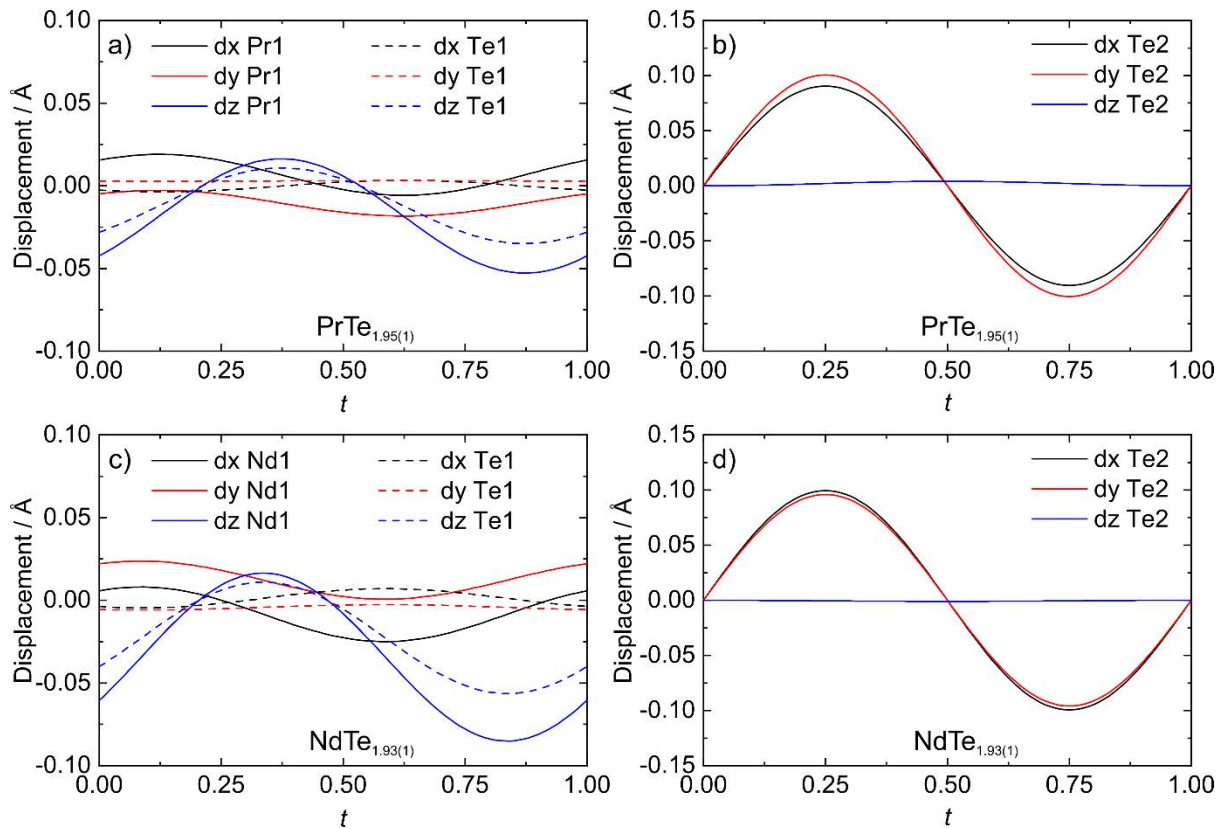 a)
dx Pr1
dx Te1
dy Pr1
dy Te1
dz Pr1
dz Te1
Displacement / Å
0.10
0.05
0.00
-0.05
-0.10
PrTe1.95(1)
0.00
0.25
0.50
0.75
1.00
t
b)
dx Te2
dy Te2
dz Te2
Displacement / Å
0.15
0.10
0.05
0.00
-0.05
-0.10
-0.15
PrTe1.95(1)
0.00
0.25
0.50
0.75
1.00
t
c)
dx Nd1
dx Te1
dy Nd1
dy Te1
dz Nd1
dz Te1
Displacement / Å
0.10
0.05
0.00
-0.05
-0.10
NdTe1.93(1)
0.00
0.25
0.50
0.75
1.00
t
d)
dx Te2
dy Te2
dz Te2
Displacement / Å
0.15
0.10
0.05
0.00
-0.05
-0.10
-0.15
NdTe1.93(1)
0.00
0.25
0.50
0.75
1.00
t